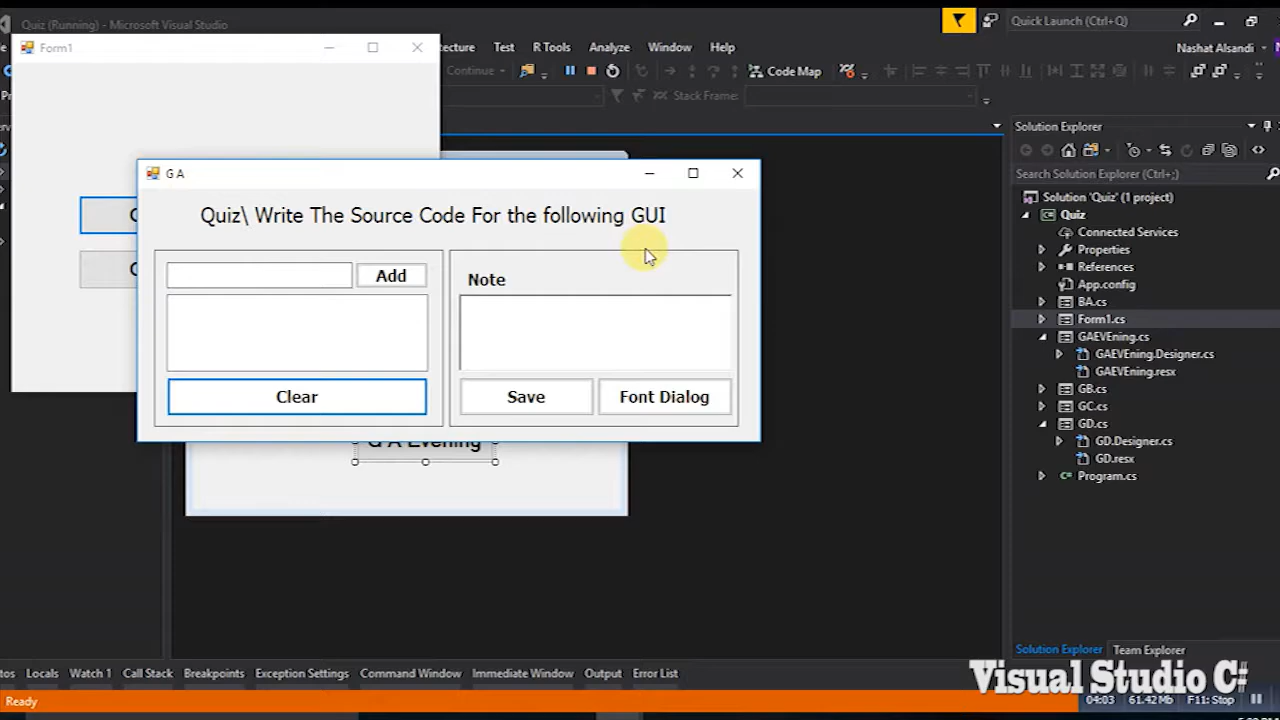 Quiz (Running) - Microsoft Visual Studio
Quick Launch (Ctrl+Q)
Form1
Test
R Tools
Analyze
Window
Help
Nashat Alsandi
Continue
Code Map
Stack Frame:
Solution Explorer
Search Solution Explorer (Ctrl+;)
Solution 'Quiz' (1 project)
Quiz
Connected Services
Properties
References
App.config
BA.cs
Form1.cs
GAEVEning.cs
GAEVEning.Designer.cs
GAEVEning.resx
GB.cs
GC.cs
GD.cs
GD.Designer.cs
GD.resx
Program.cs
G A
Quiz\ Write The Source Code For the following GUI
Add
Note
Clear
Save
Font Dialog
G A Evening
Locals
Watch 1
Call Stack
Breakpoints
Exception Settings
Command Window
Immediate Window
Output
Error List
Solution Explorer
Team Explorer
Visual Studio C#
Ready
04:03
61.42Mb
F11: Stop